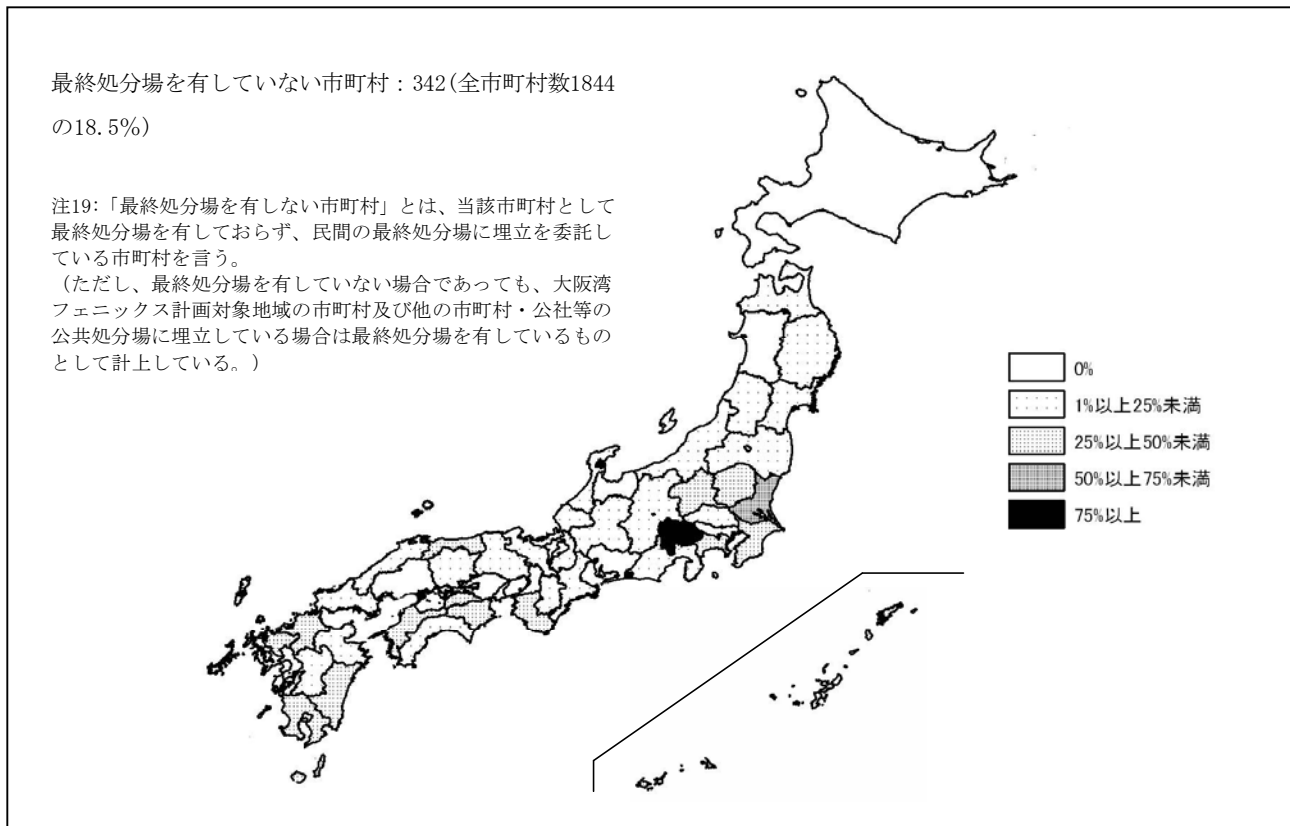 最終処分場を有していない市町村：342(全市町村数1844
の18.5%)
注19:「最終処分場を有しない市町村」とは、当該市町村として
最終処分場を有しておらず、民間の最終処分場に埋立を委託し
ている市町村を言う。
（ただし、最終処分場を有していない場合であっても、大阪湾
フェニックス計画対象地域の市町村及び他の市町村・公社等の
公共処分場に埋立している場合は最終処分場を有しているもの
として計上している。）
0%
1%以上25%未満
25%以上50%未満
50%以上75%未満
75%以上